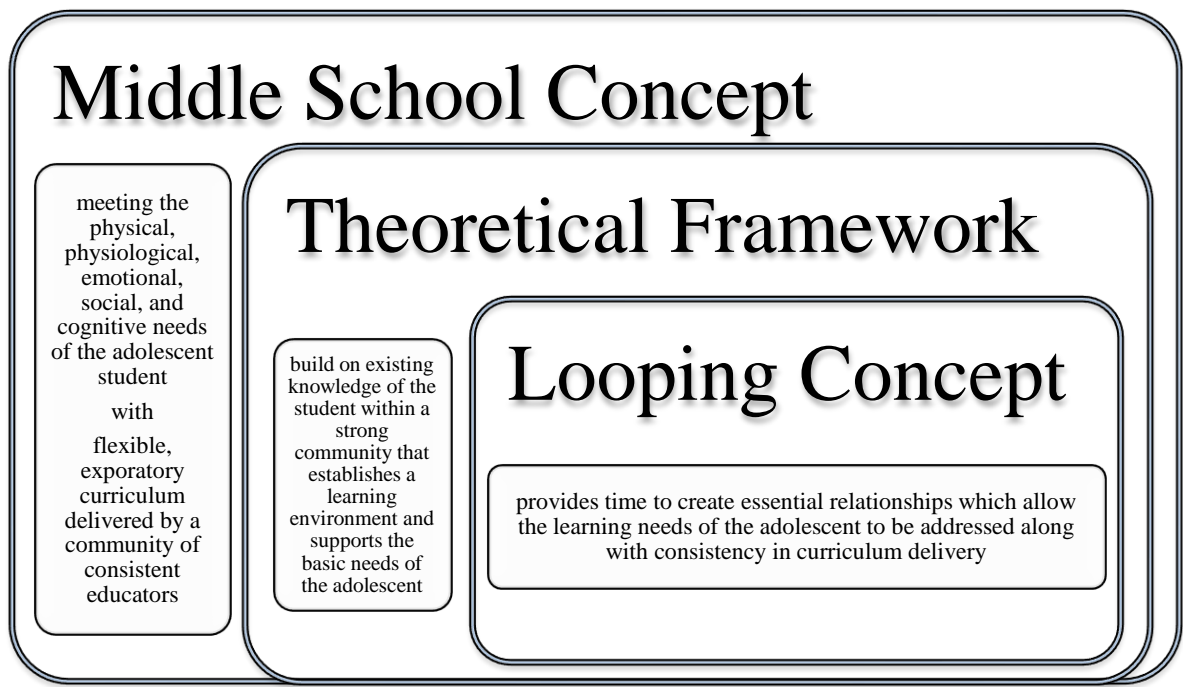 Middle School Concept
meeting the
physical,
physiological,
emotional,
social, and
cognitive needs
of the adolescent
student
with
flexible,
exporatory
curriculum
delivered by a
community of
consistent
educators
Theoretical Framework
build on existing
knowledge of the
student within a
strong
community that
establishes a
learning
environment and
supports the
basic needs of
the adolescent
Looping Concept
provides time to create essential relationships which allow
the learning needs of the adolescent to be addressed along
with consistency in curriculum delivery